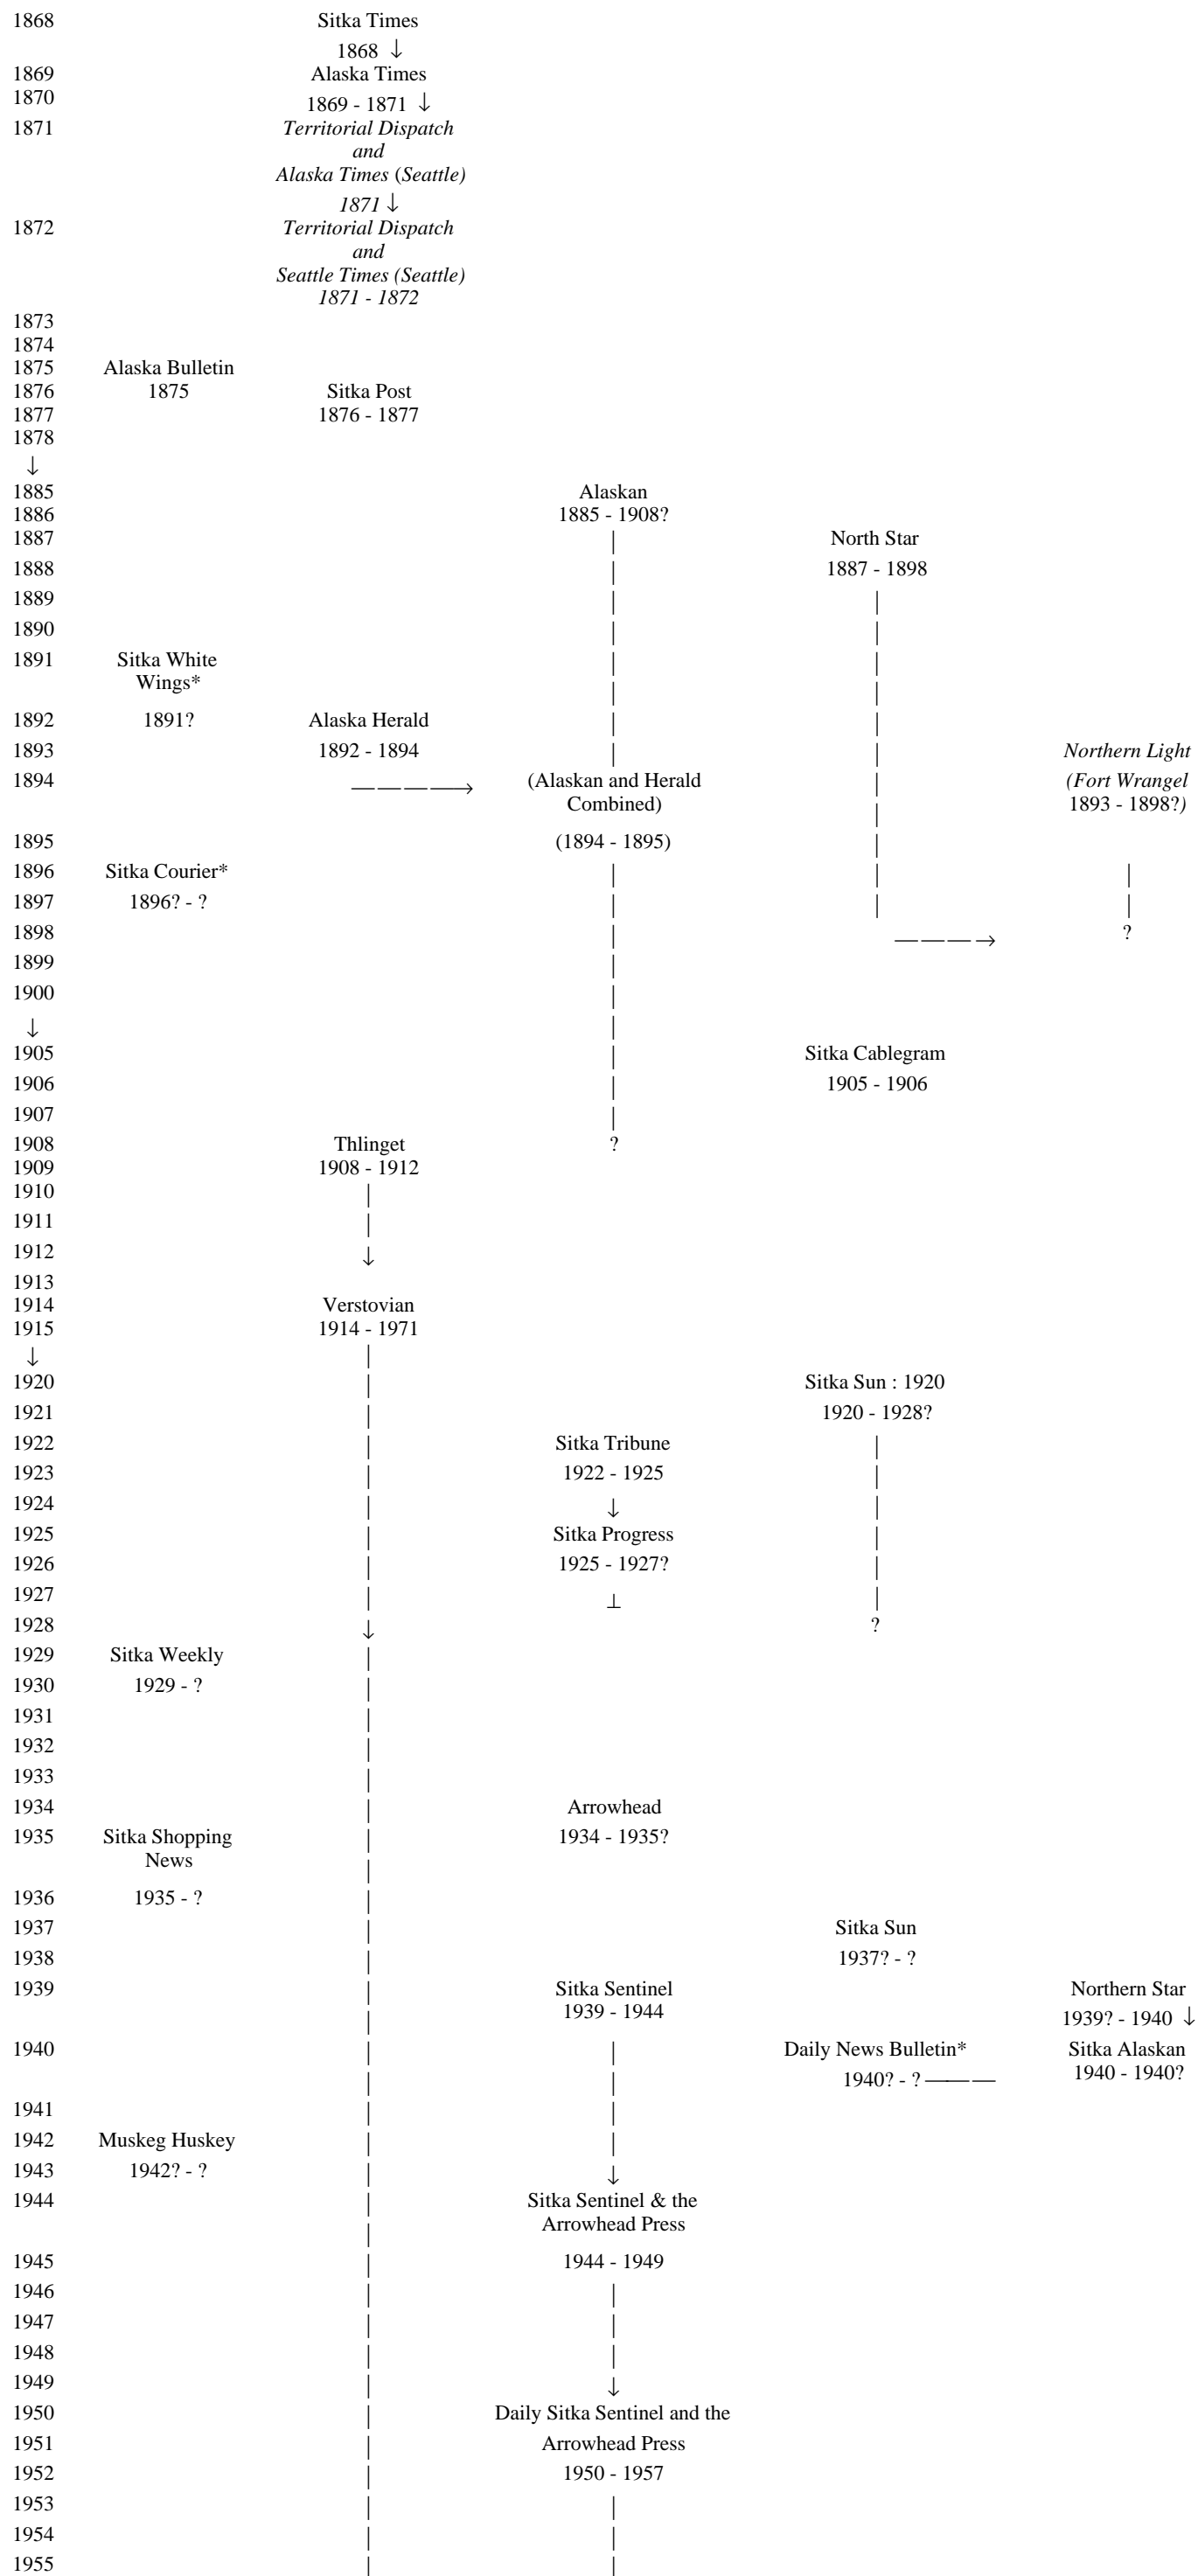 1868 Sitka Times
1868 ↓
1869 Alaska Times
1870 1869 - 1871 ↓
1871 Territorial Dispatch
and
Alaska Times (Seattle)
1871 ↓
1872 Territorial Dispatch
and
Seattle Times (Seattle)
1871 - 1872
1873
1874
1875 Alaska Bulletin
1876 1875 Sitka Post
1877 1876 - 1877
1878
↓
1885 Alaskan
1886 1885 - 1908?
1887 | North Star
1888 | 1887 - 1898
1889 | |
1890 | |
1891 Sitka White | |
Wings* | |
1892 1891? Alaska Herald | |
1893 1892 - 1894 | | Northern Light
1894 ————→ (Alaskan and Herald | (Fort Wrangel
Combined) | 1893 - 1898?)
1895 (1894 - 1895) |
1896 Sitka Courier* | | |
1897 1896? - ? | | |
1898 | ———→ ?
1899 |
1900 |
↓ |
1905 | Sitka Cablegram
1906 | 1905 - 1906
1907 |
1908 Thlinget ?
1909 1908 - 1912
1910 |
1911 |
1912 ↓
1913
1914 Verstovian
1915 1914 - 1971
↓ |
1920 | Sitka Sun : 1920
1921 | 1920 - 1928?
1922 | Sitka Tribune |
1923 | 1922 - 1925 |
1924 | ↓ |
1925 | Sitka Progress |
1926 | 1925 - 1927? |
1927 | ⊥ |
1928 ↓ ?
1929 Sitka Weekly |
1930 1929 - ? |
1931 |
1932 |
1933 |
1934 | Arrowhead
1935 Sitka Shopping | 1934 - 1935?
News |
1936 1935 - ? |
1937 | Sitka Sun
1938 | 1937? - ?
1939 | Sitka Sentinel Northern Star
| 1939 - 1944 1939? - 1940 ↓
1940 | | Daily News Bulletin* Sitka Alaskan
| | 1940? - ? ——— 1940 - 1940?
1941 | |
1942 Muskeg Huskey | |
1943 1942? - ? | ↓
1944 | Sitka Sentinel & the
| Arrowhead Press
1945 | 1944 - 1949
1946 | |
1947 | |
1948 | |
1949 | ↓
1950 | Daily Sitka Sentinel and the
1951 | Arrowhead Press
1952 | 1950 - 1957
1953 | |
1954 | |
1955 | |